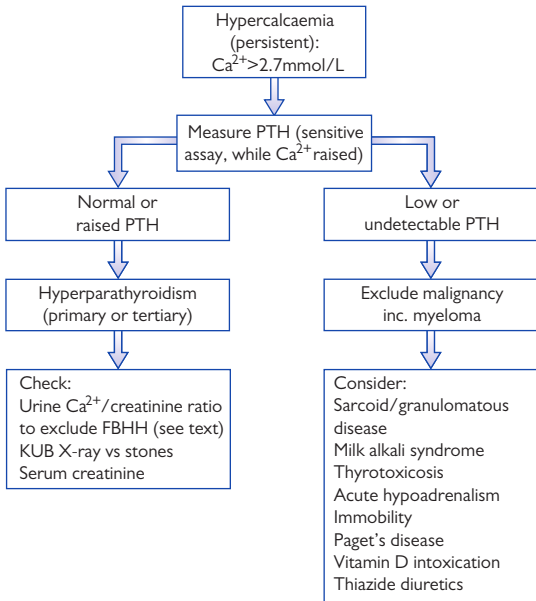 Hypercalcaemia
(persistent):
Ca²⁺>2.7mmol/L
Measure PTH (sensitive
assay, while Ca²⁺ raised)
Normal or
raised PTH
Low or
undetectable PTH
Hyperparathyroidism
(primary or tertiary)
Exclude malignancy
inc. myeloma
Check:
Urine Ca²⁺/creatinine ratio
to exclude FBHH (see text)
KUB X-ray vs stones
Serum creatinine
Consider:
Sarcoid/granulomatous
disease
Milk alkali syndrome
Thyrotoxicosis
Acute hypoadrenalism
Immobility
Paget's disease
Vitamin D intoxication
Thiazide diuretics